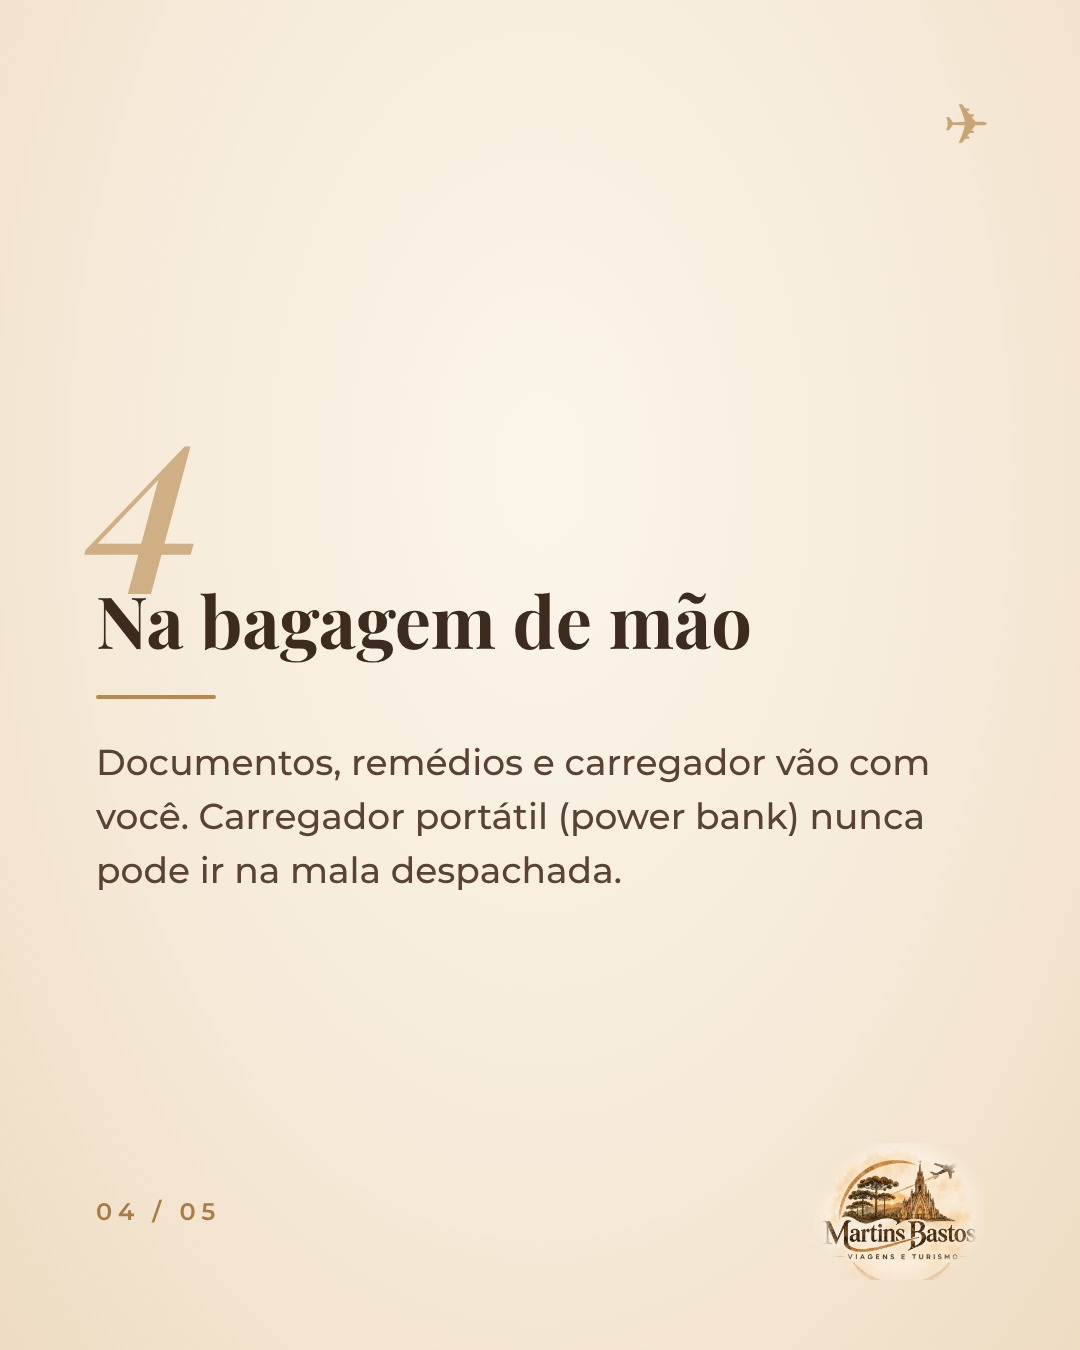 4
Na bagagem de mão
Documentos, remédios e carregador vão com
você. Carregador portátil (power bank) nunca
pode ir na mala despachada.
04 / 05
Martins Bastos
VIAGENS E TURISMO